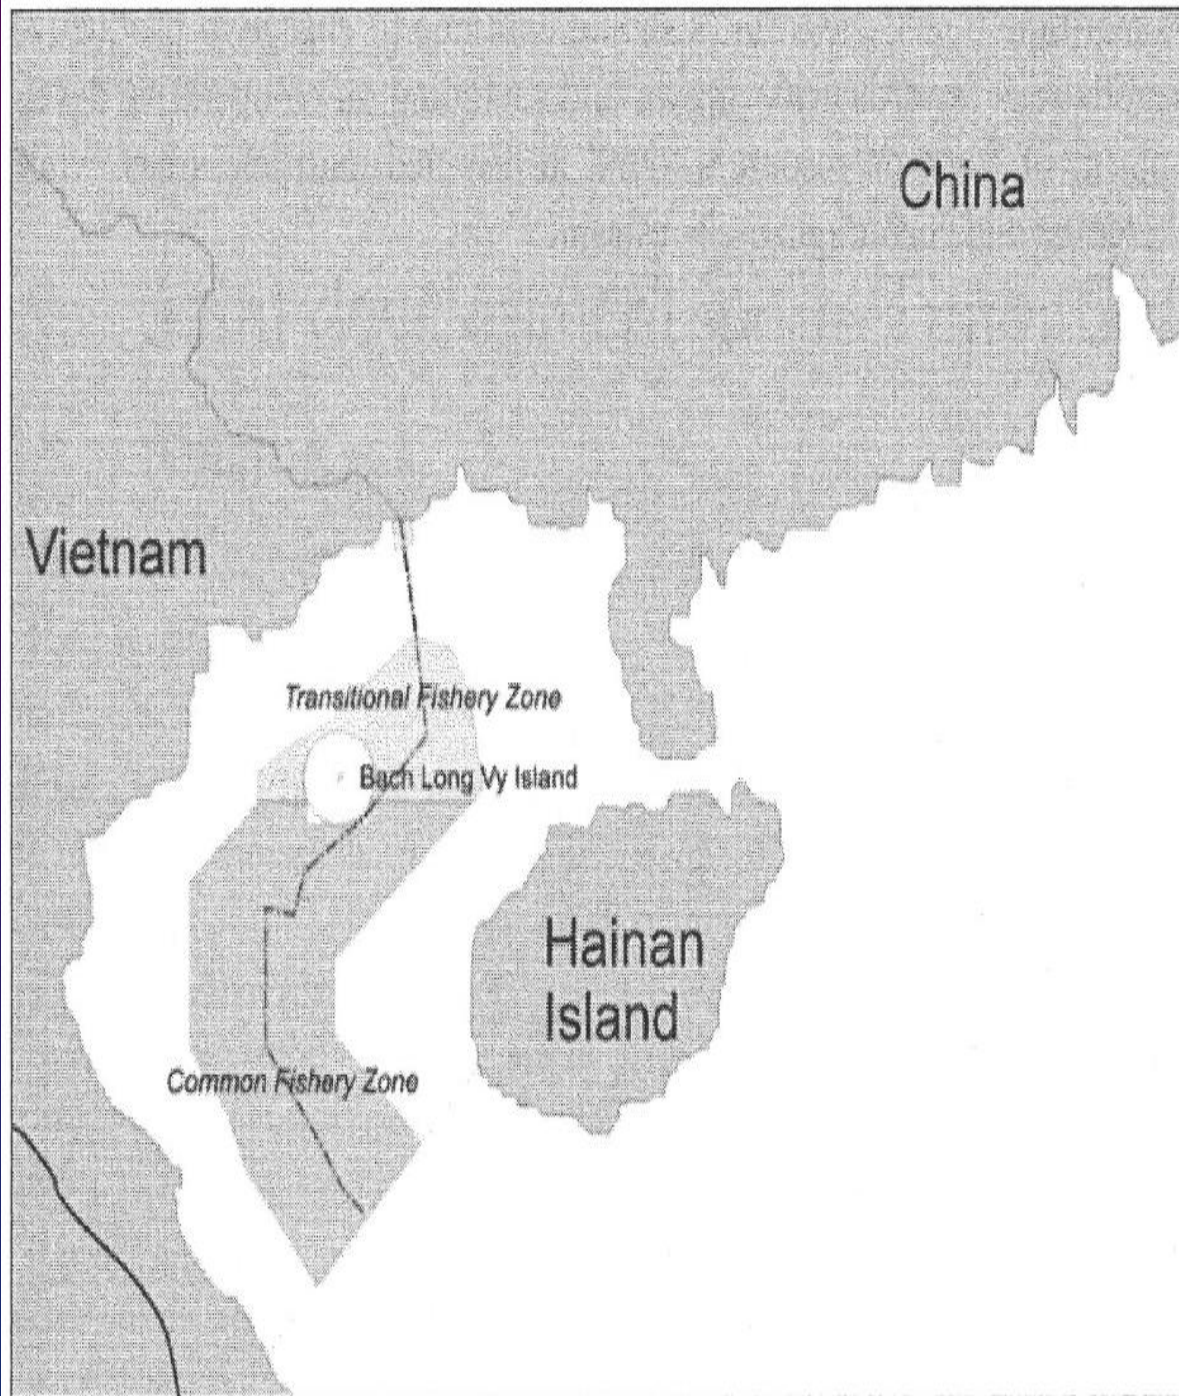 China
Vietnam
Transitional Fishery Zone
Bach Long Vy Island
Hainan
Island
Common Fishery Zone